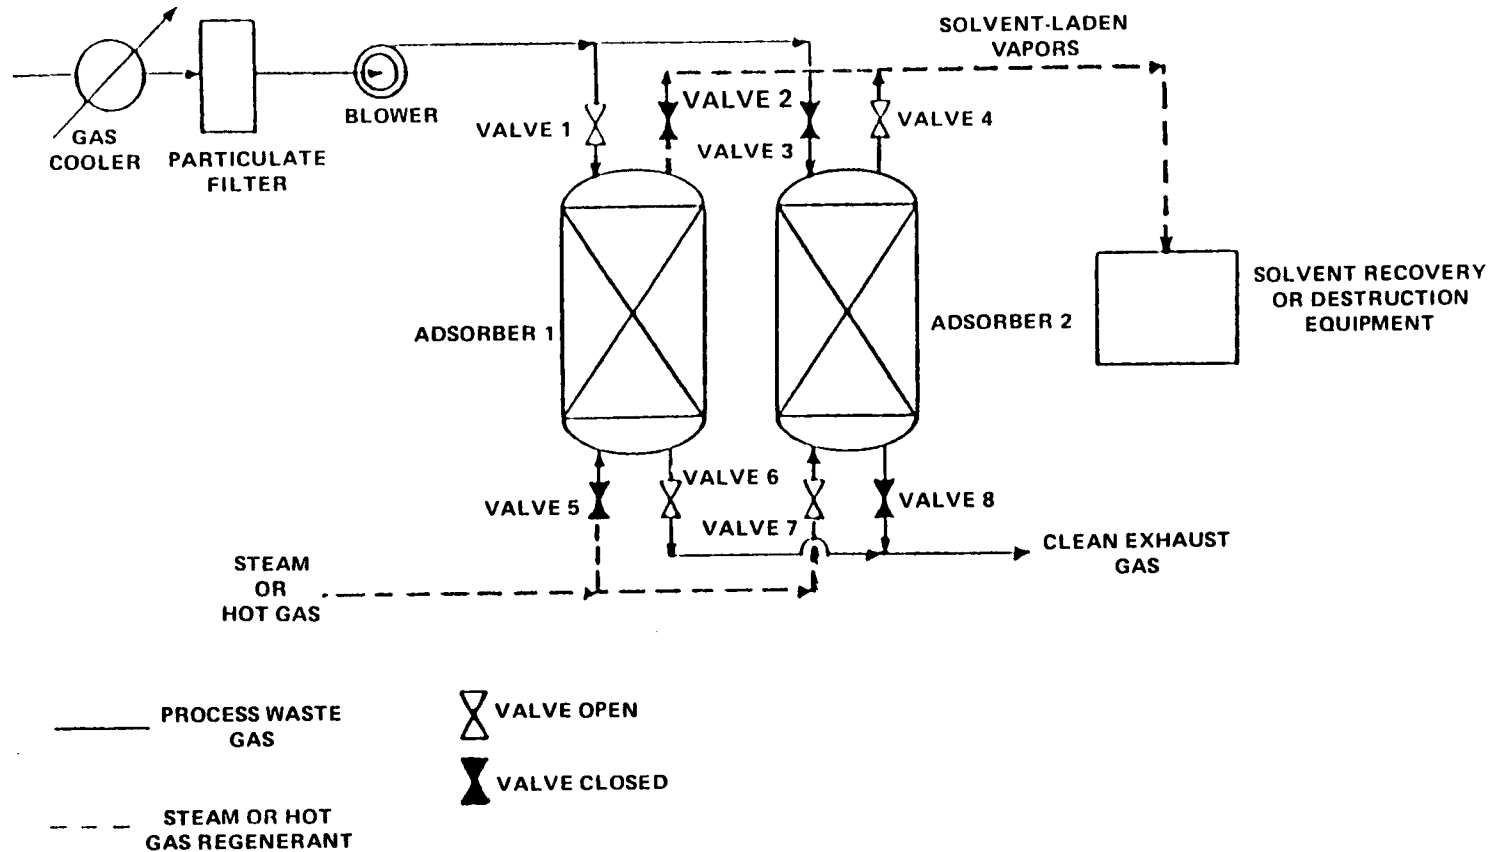 SOLVENT-LADEN
VAPORS
GAS
COOLER
PARTICULATE
FILTER
BLOWER
VALVE 1
VALVE 2
VALVE 3
VALVE 4
ADSORBER 1
ADSORBER 2
SOLVENT RECOVERY
OR DESTRUCTION
EQUIPMENT
VALVE 5
VALVE 6
VALVE 7
VALVE 8
STEAM
OR
HOT GAS
CLEAN EXHAUST
GAS
PROCESS WASTE
GAS
VALVE OPEN
VALVE CLOSED
STEAM OR HOT
GAS REGENERANT